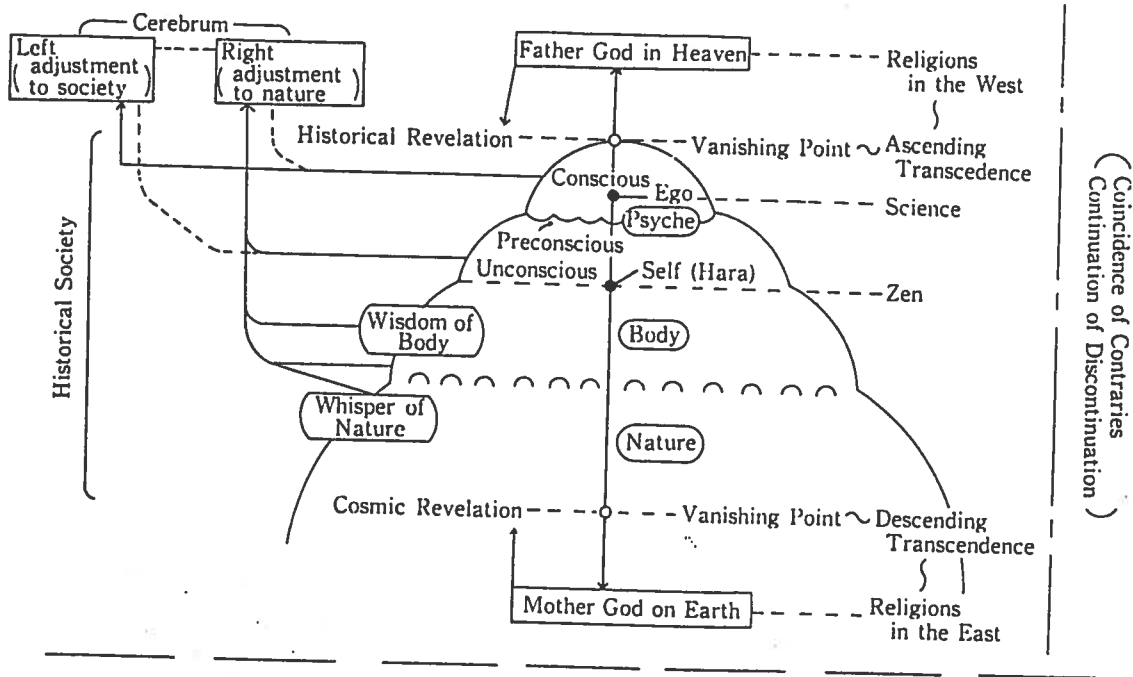 Cerebrum
Left
(adjustment
to society)
Right
(adjustment
to nature)
Father God in Heaven
Religions
in the West
Historical Revelation
Vanishing Point
Ascending
Transcedence
Conscious
Ego
Science
Psyche
Preconscious
Unconscious
Self (Hara)
Zen
Wisdom of
Body
Body
Whisper of
Nature
Nature
Cosmic Revelation
Vanishing Point
Descending
Transcendence
Mother God on Earth
Religions
in the East
Historical Society
(Coincidence of Contraries
Continuation of Discontinuation)